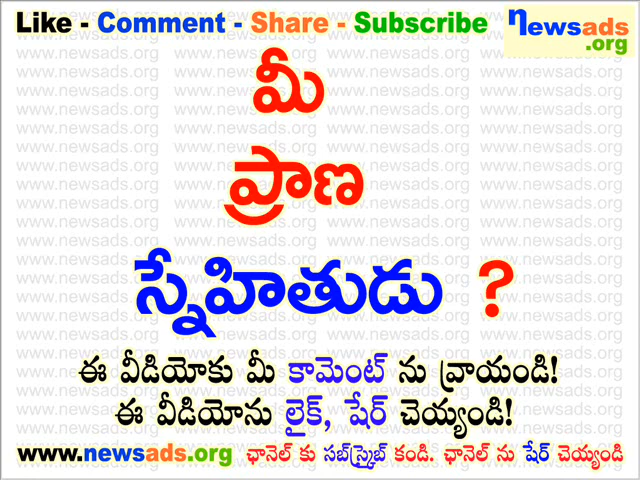 Like - Comment - Share - Subscribe
newsads
.org
మీ
ప్రాణ
స్నేహితుడు ?
ఈ వీడియోకు మీ కామెంట్ ను వ్రాయండి!
ఈ వీడియోను లైక్, షేర్ చెయ్యండి!
www.newsads.org ఛానెల్ కు సబ్‌స్క్రైబ్ కండి. ఛానెల్ ను షేర్ చెయ్యండి